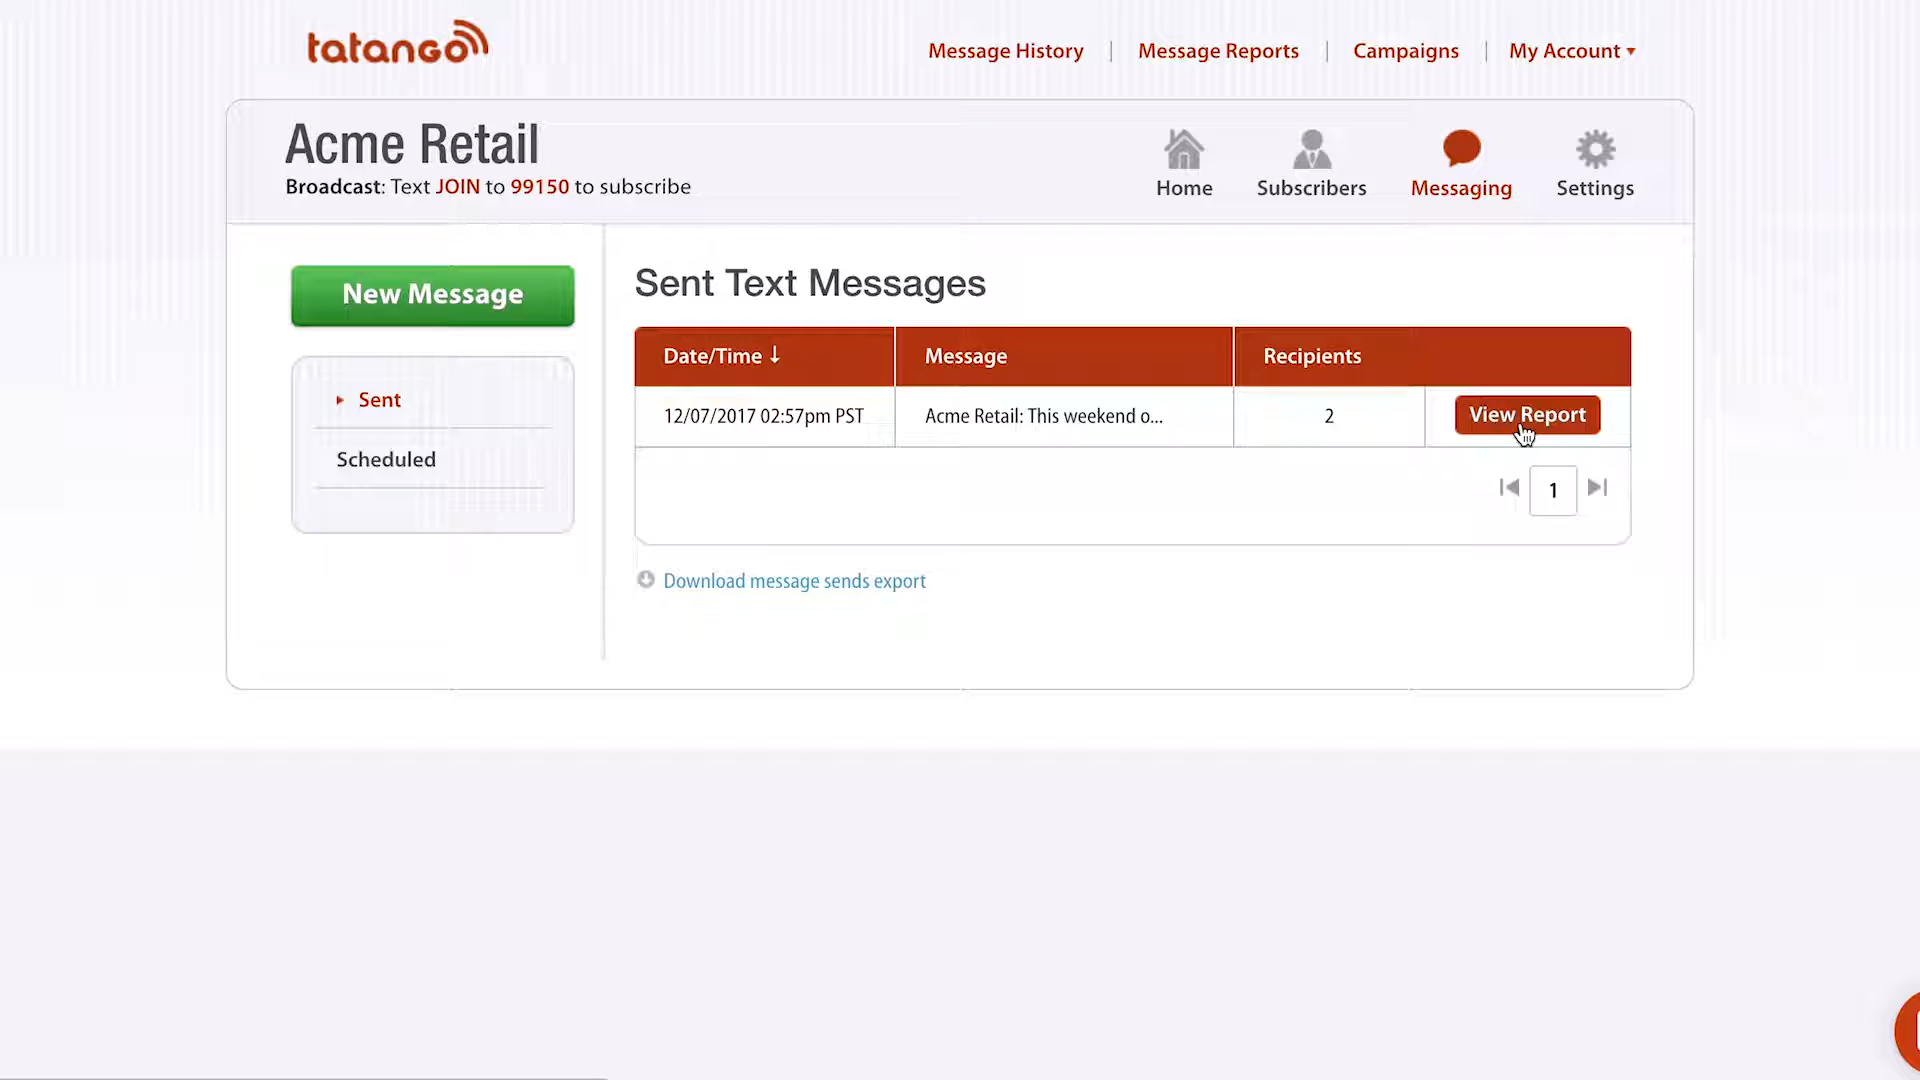 tatango
Message History | Message Reports | Campaigns | My Account
Acme Retail
Broadcast: Text JOIN to 99150 to subscribe
Home Subscribers Messaging Settings
New Message
Sent
Scheduled
Sent Text Messages
Date/Time ↓ Message Recipients
12/07/2017 02:57pm PST Acme Retail: This weekend o... 2 View Report
1
Download message sends export